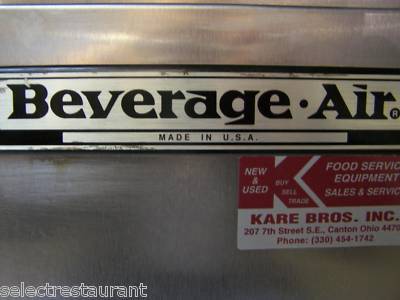 Beverage·Air®
MADE IN U.S.A.
NEW & USED
K
BUY SELL TRADE
FOOD SERVICE
EQUIPMENT
SALES & SERVICE
KARE BROS. INC.
207 7th Street S.E., Canton Ohio 4470
Phone: (330) 454-1742
selectrestaurant